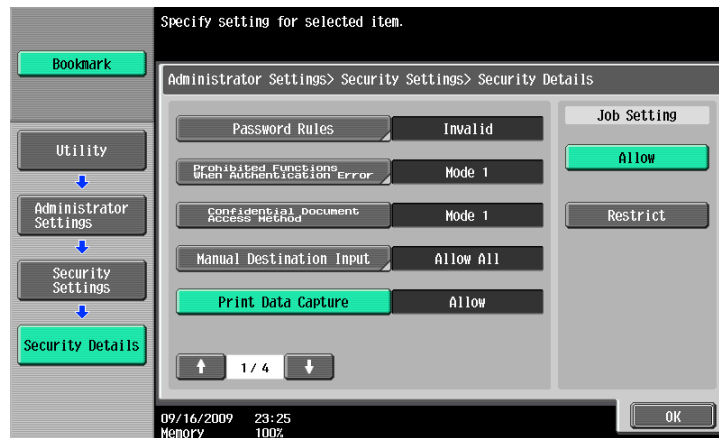 Specify setting for selected item.
Bookmark
Administrator Settings> Security Settings> Security Details
Utility
Administrator
Settings
Security
Settings
Security Details
Password Rules
Invalid
Prohibited Functions
When Authentication Error
Mode 1
Confidential Document
Access Method
Mode 1
Manual Destination Input
Allow All
Print Data Capture
Allow
1/ 4
Job Setting
Allow
Restrict
09/16/2009 23:25
Memory 100%
OK